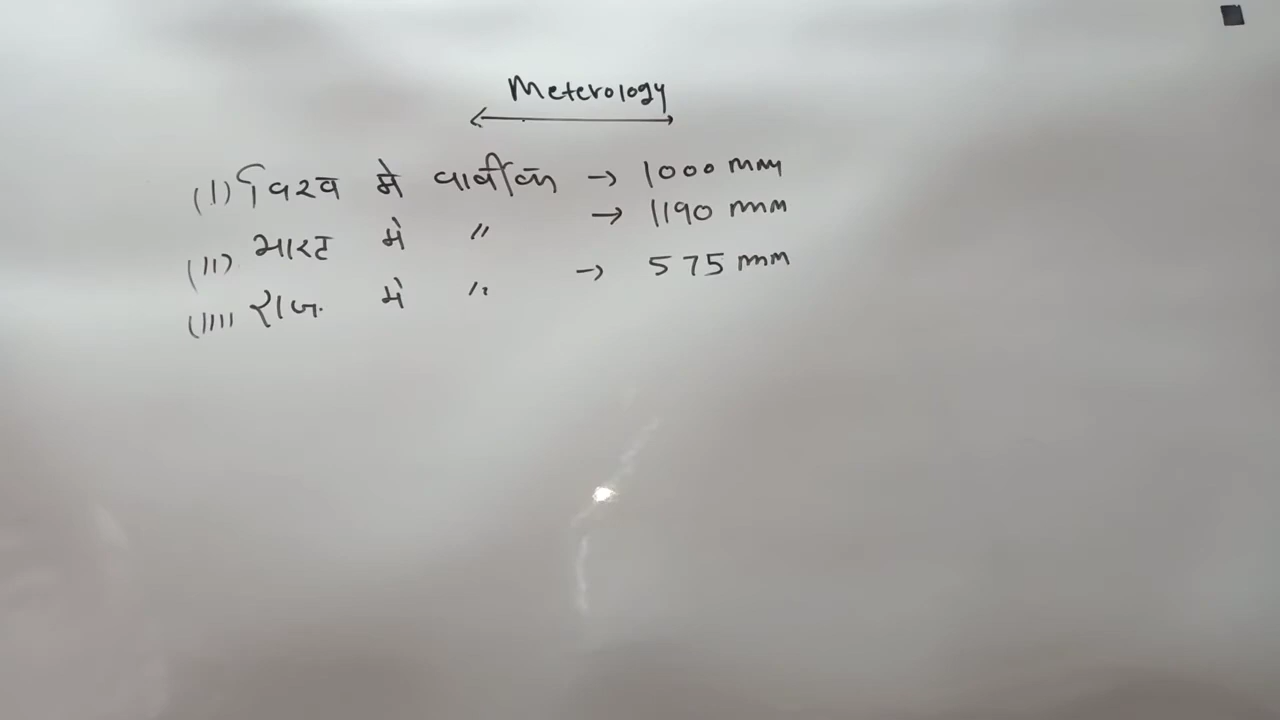 Meterology
(I) विश्व मे वार्षीक → 1000 mm
(II) भारत मे " → 1190 mm
(III) राज. मे " → 575 mm